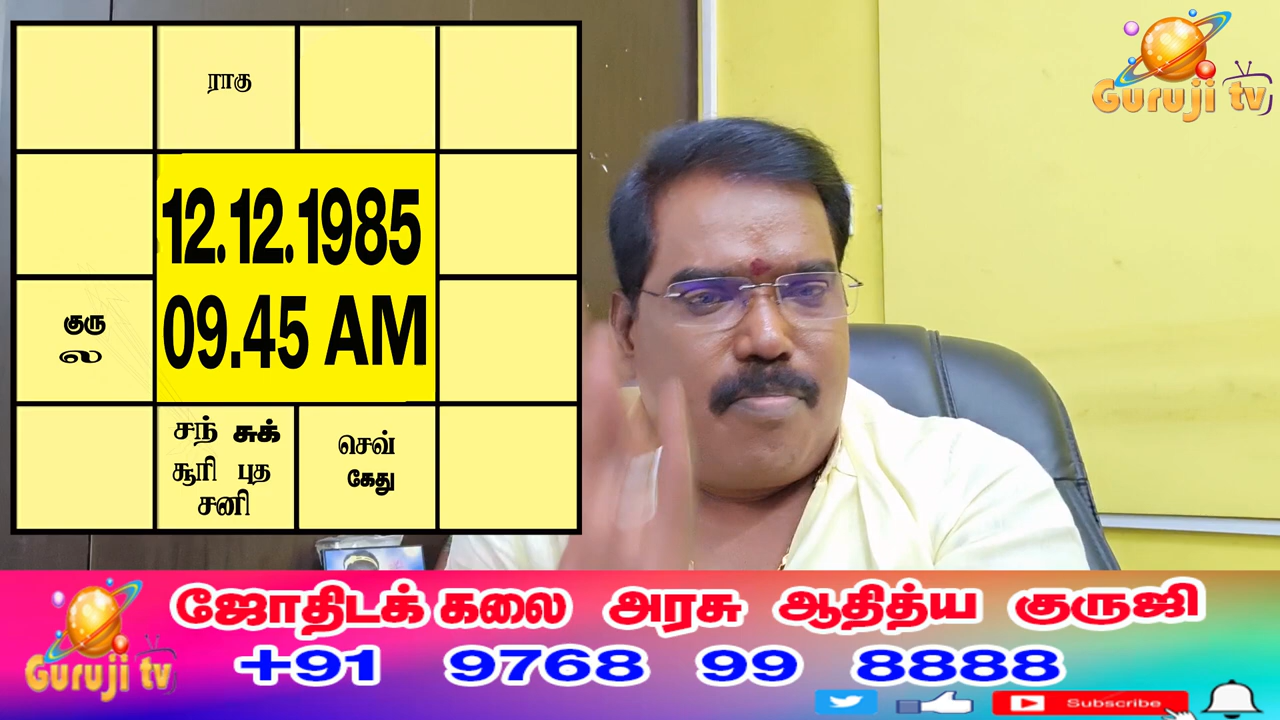 ராகு
12.12.1985
09.45 AM
குரு
ல
சந் சுக்
சூரி புத
சனி
செவ்
கேது
Guruji tv
ஜோதிடக் கலை அரசு ஆதித்ய குருஜி
Guruji tv
+91 9768 99 8888
Subscribe